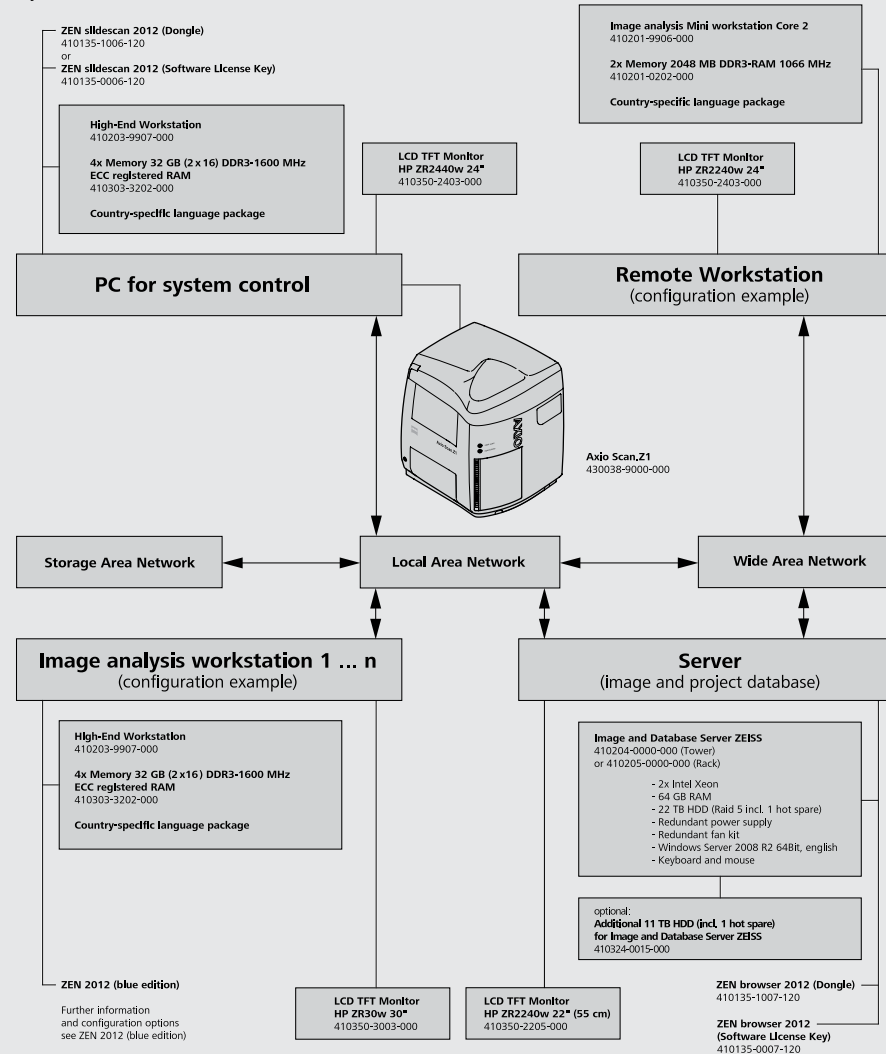 ZEN slidescan 2012 (Dongle)
410135-1006-120
or
ZEN slidescan 2012 (Software License Key)
410135-0006-120
High-End Workstation
410203-9907-000
4x Memory 32 GB (2x16) DDR3-1600 MHz
ECC registered RAM
410303-3202-000
Country-specific language package
LCD TFT Monitor
HP ZR2440w 24"
410350-2403-000
PC for system control
Image analysis Mini workstation Core 2
410201-9906-000
2x Memory 2048 MB DDR3-RAM 1066 MHz
410201-0202-000
Country-specific language package
LCD TFT Monitor
HP ZR2240w 24"
410350-2403-000
Remote Workstation
(configuration example)
AXIO
Axio Scan.Z1
Axio Scan.Z1
430038-9000-000
Storage Area Network
Local Area Network
Wide Area Network
Image analysis workstation 1 ... n
(configuration example)
High-End Workstation
410203-9907-000
4x Memory 32 GB (2x16) DDR3-1600 MHz
ECC registered RAM
410303-3202-000
Country-specific language package
ZEN 2012 (blue edition)
Further information
and configuration options
see ZEN 2012 (blue edition)
LCD TFT Monitor
HP ZR30w 30"
410350-3003-000
Server
(image and project database)
Image and Database Server ZEISS
410204-0000-000 (Tower)
or 410205-0000-000 (Rack)
- 2x Intel Xeon
- 64 GB RAM
- 22 TB HDD (Raid 5 incl. 1 hot spare)
- Redundant power supply
- Redundant fan kit
- Windows Server 2008 R2 64Bit, english
- Keyboard and mouse
optional:
Additional 11 TB HDD (incl. 1 hot spare)
for Image and Database Server ZEISS
410324-0015-000
LCD TFT Monitor
HP ZR2240w 22" (55 cm)
410350-2205-000
ZEN browser 2012 (Dongle)
410135-1007-120
ZEN browser 2012
(Software License Key)
410135-0007-120